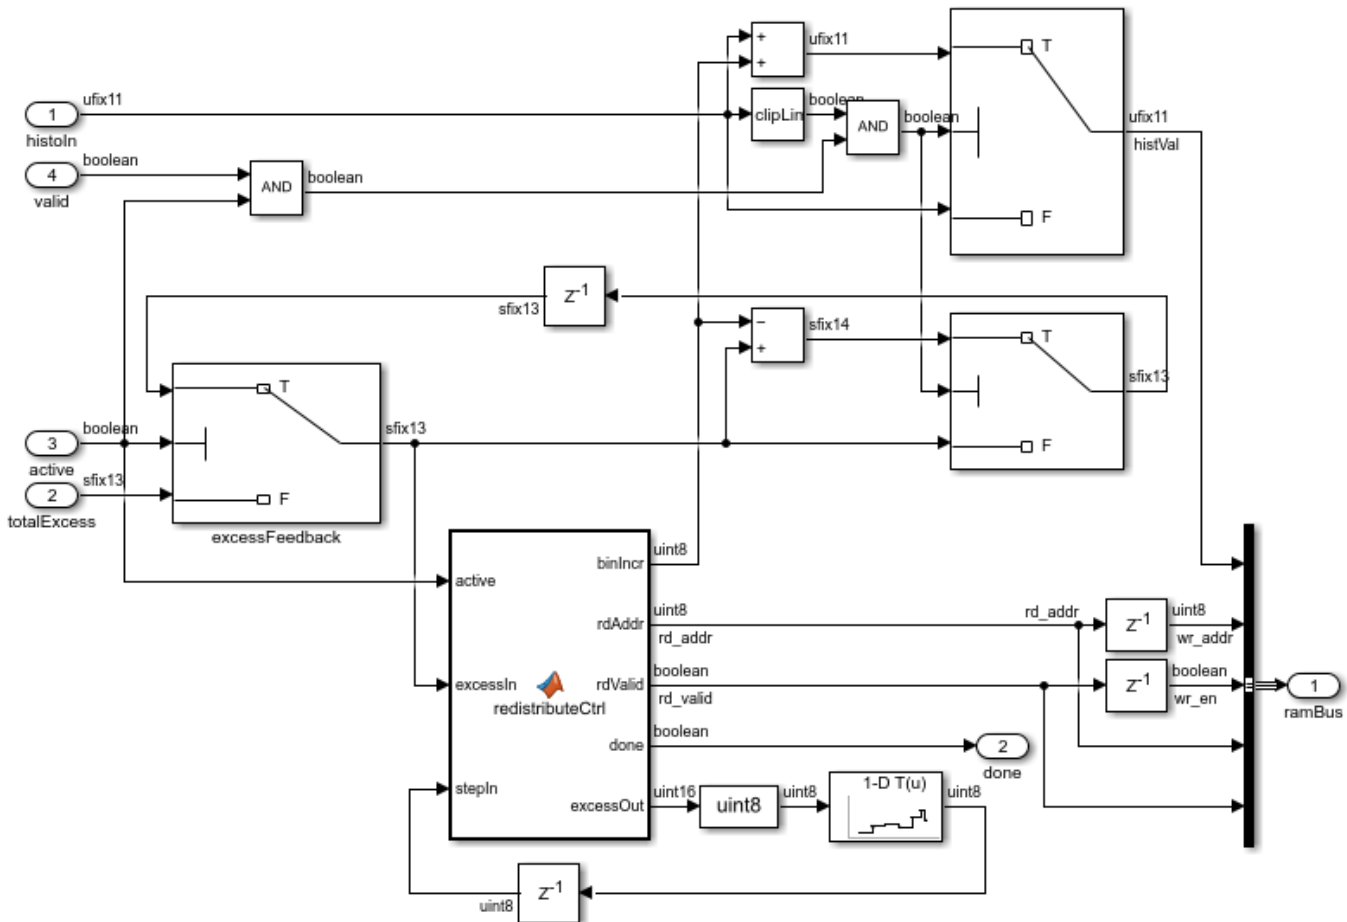 ufix11
1
histoIn
boolean
4
valid
AND
boolean
+
+
ufix11
clipLin
boolean
AND
boolean
T
F
ufix11
histVal
Z-1
sfix13
−
+
sfix14
T
F
sfix13
boolean
3
active
sfix13
2
totalExcess
T
F
sfix13
excessFeedback
active
excessIn
stepIn
redistributeCtrl
binIncr
rdAddr
rdValid
done
excessOut
uint8
uint8
rd_addr
boolean
rd_valid
boolean
uint16
2
done
uint8
uint8
1-D T(u)
uint8
Z-1
uint8
rd_addr
Z-1
uint8
wr_addr
Z-1
boolean
wr_en
1
ramBus